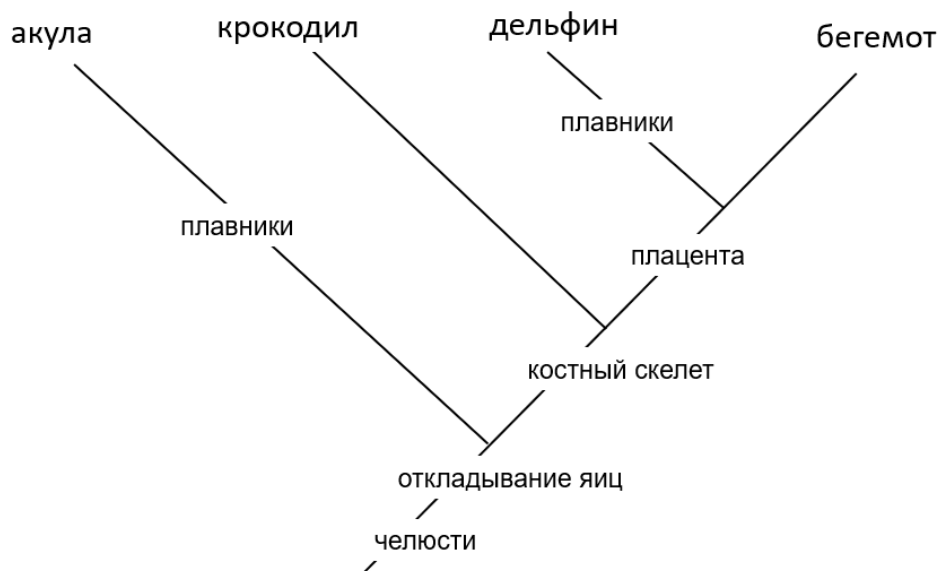 акула
крокодил
дельфин
бегемот
плавники
плавники
плацента
костный скелет
откладывание яиц
челюсти